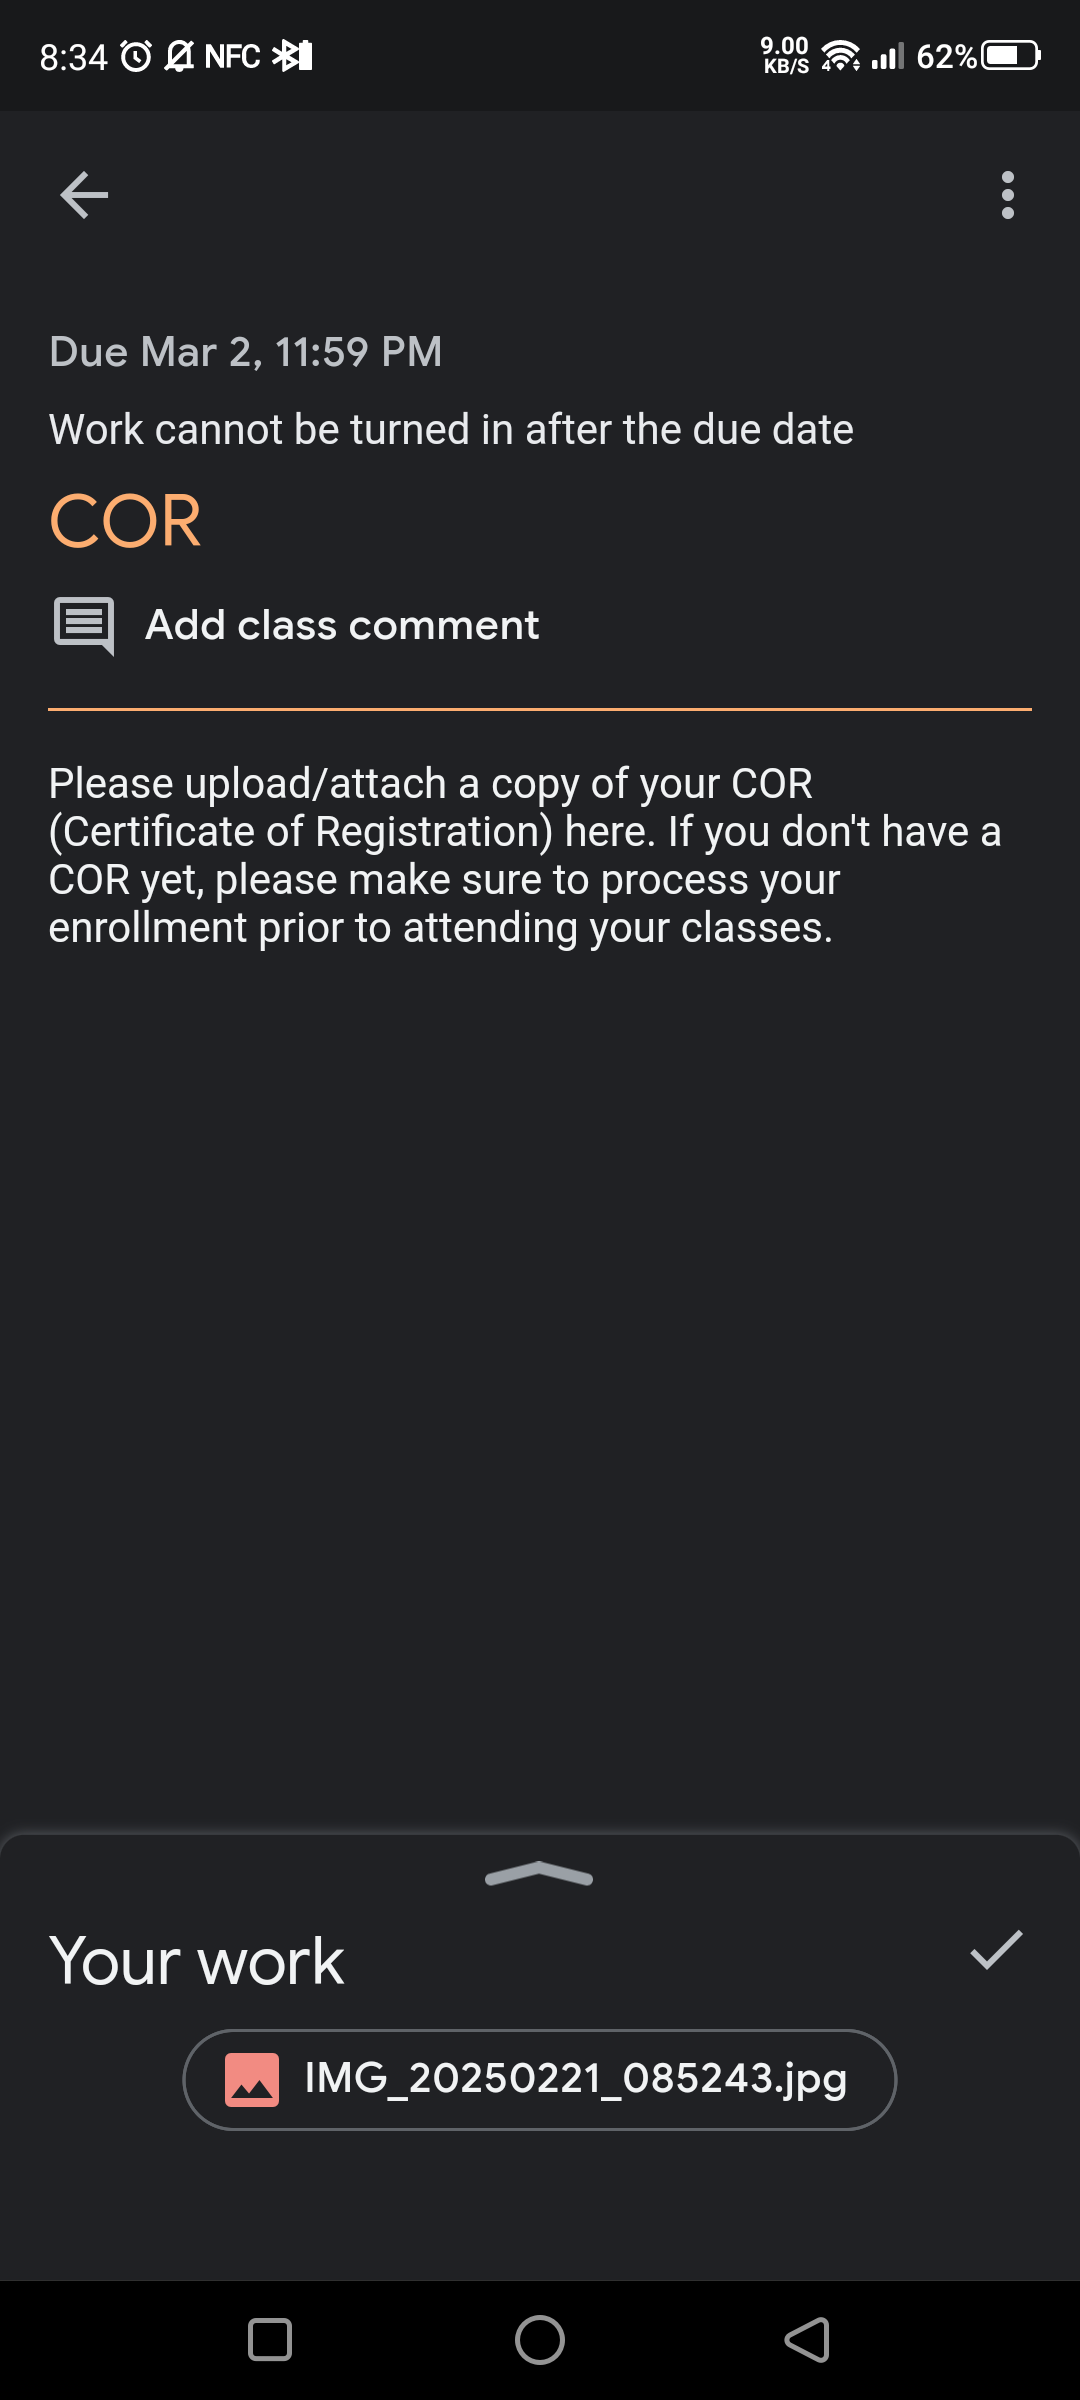 8:34 NFC 9.00 KB/S 4 62%
Due Mar 2, 11:59 PM
Work cannot be turned in after the due date
COR
Add class comment
Please upload/attach a copy of your COR
(Certificate of Registration) here. If you don't have a
COR yet, please make sure to process your
enrollment prior to attending your classes.
Your work
IMG_20250221_085243.jpg